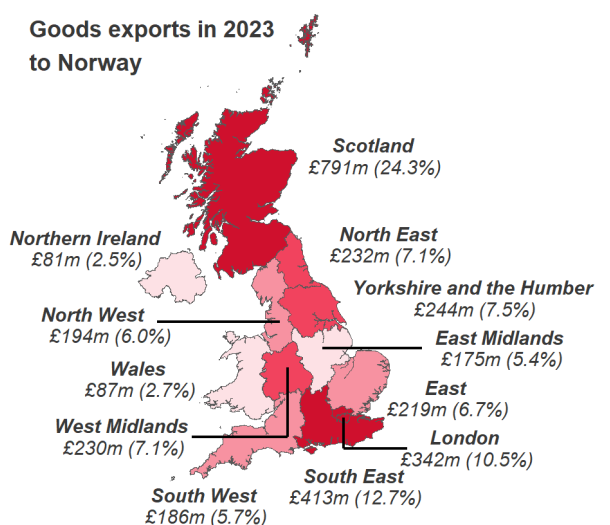 Goods exports in 2023
to Norway
Scotland
£791m (24.3%)
Northern Ireland
£81m (2.5%)
North East
£232m (7.1%)
Yorkshire and the Humber
£244m (7.5%)
North West
£194m (6.0%)
East Midlands
£175m (5.4%)
Wales
£87m (2.7%)
East
£219m (6.7%)
West Midlands
£230m (7.1%)
London
£342m (10.5%)
South East
£413m (12.7%)
South West
£186m (5.7%)